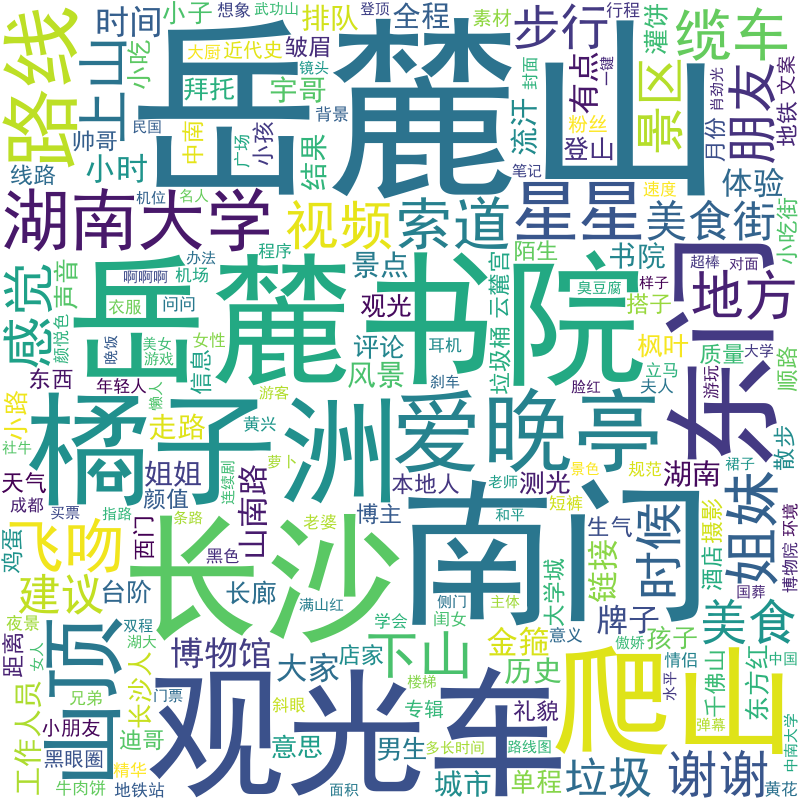 岳麓山
岳麓书院
橘子洲
长沙
南门
东门
观光车
爬山
山顶
爱晚亭
路线
上山
湖南大学
视频
索道
星星
步行
缆车
景区
朋友
有点
登山
感觉
声音
地方
姐妹
时候
美食街
美食
飞吻
建议
博物馆
大家
下山
谢谢
垃圾
时间
小子
小吃
想象
武功山
登顶
行程
排队
全程
素材
灌饼
大厨
近代史
皱眉
镜头
一键
封面
肖劲光
文案
地铁
月份
拜托
宇哥
流汗
粉丝
帅哥
民国
中南
广场
小孩
结果
背景
笔记
线路
小时
机位
名人
体验
速度
小吃街
办法
程序
景点
陌生
书院
超棒
对面
啊啊啊
机场
云麓宫
臭豆腐
搭子
样子
衣服
问问
观光
颜悦色
美女
女性
信息
评论
耳机
垃圾桶
枫叶
质量
大学
立马
游玩
顺路
晚饭
游戏
风景
刹车
东西
年轻人
懒人
游客
脸红
夫人
小路
社牛
走路
黄兴
萝卜
散步
天气
姐姐
山南路
本地人
测光
景色
规范
湖南
裙子
成都
颜值
连续剧
老师
短裤
买票
指路
条路
西门
博主
和平
生气
摄影
酒店
博物院
环境
鸡蛋
黑色
老婆
链接
大学城
台阶
长廊
满山红
侧门
主体
牌子
国葬
夜景
双程
学会
闺女
意义
金箍
傲娇
孩子
距离
女人
湖大
长沙人
店家
历史
情侣
中国
千佛山
东方红
工作人员
兄弟
门票
楼梯
斜眼
专辑
礼貌
水平
小朋友
迪哥
意思
男生
多长时间
路线图
弹幕
中南大学
黑眼圈
精华
牛肉饼
地铁站
面积
城市
单程
黄花